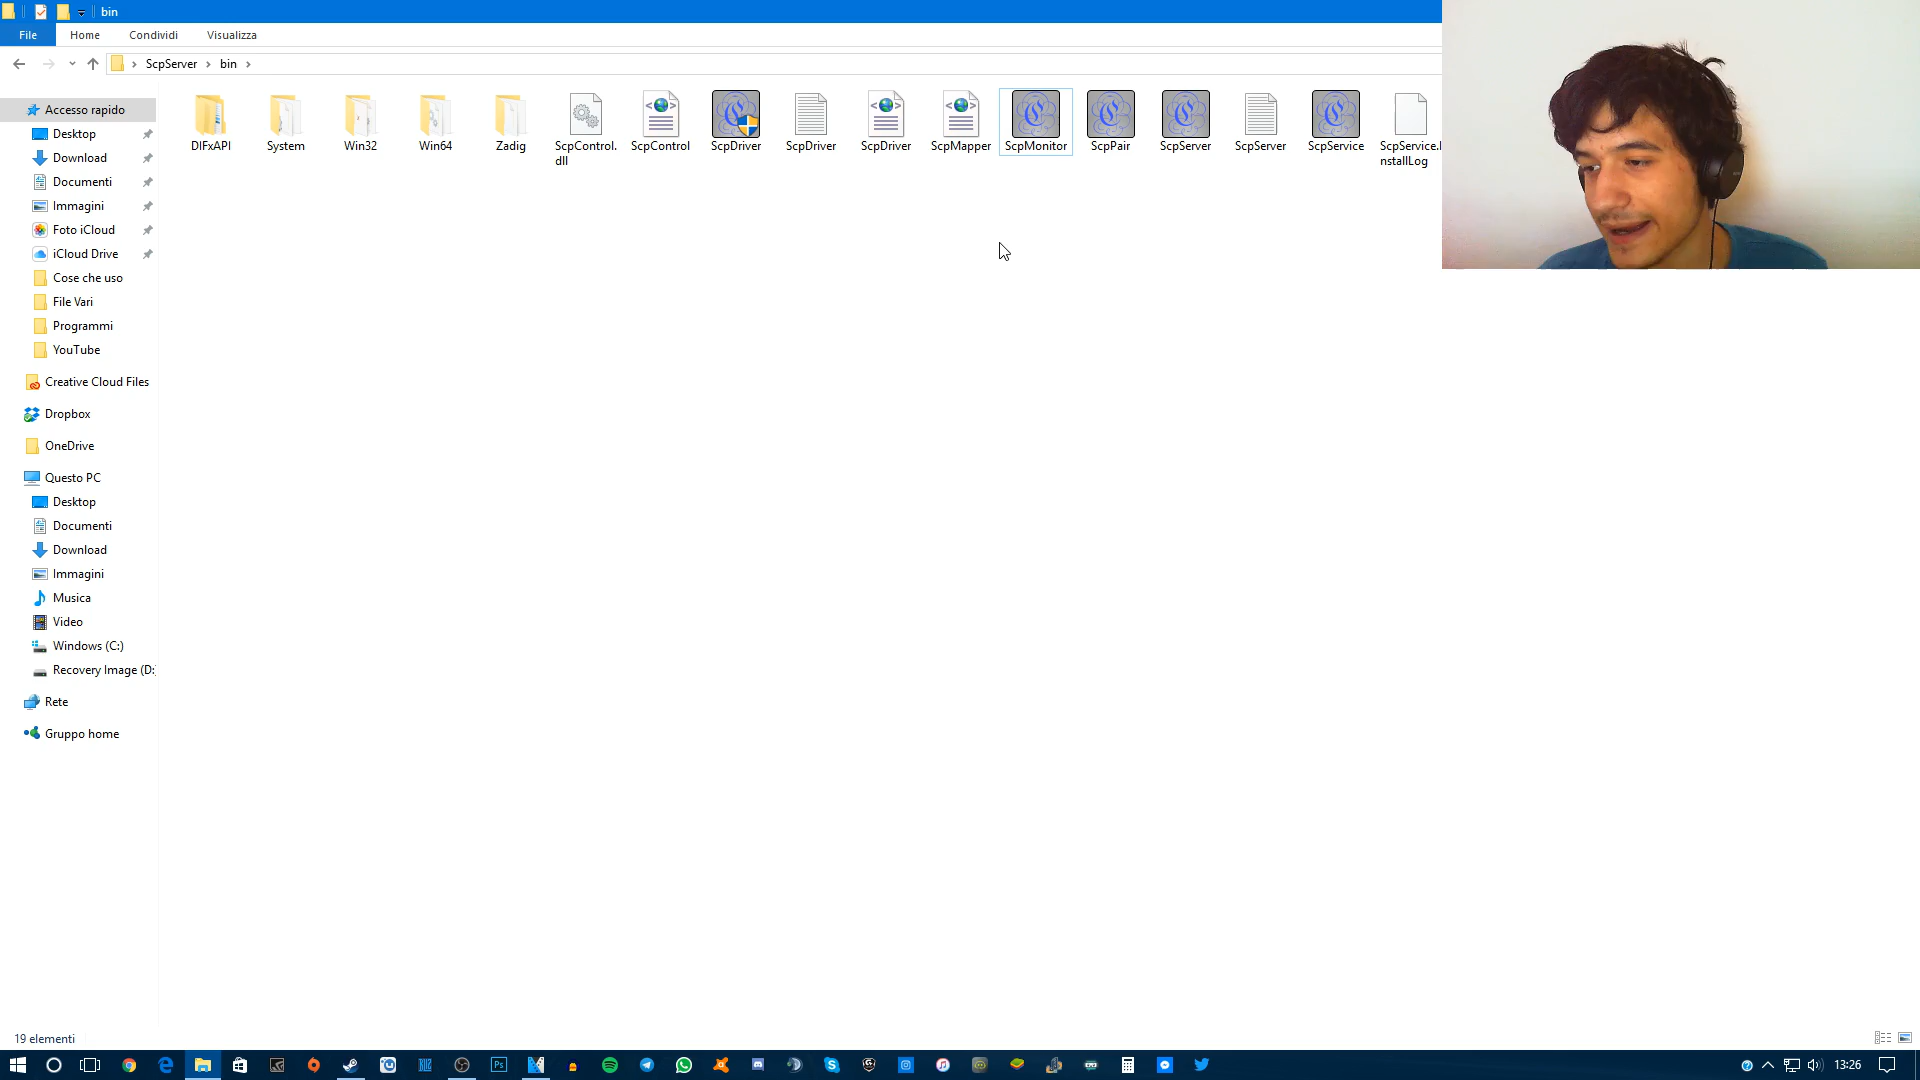 bin
File Home Condividi Visualizza
ScpServer bin
Accesso rapido
Desktop
Download
Documenti
Immagini
Foto iCloud
iCloud Drive
Cose che uso
File Vari
Programmi
YouTube
Creative Cloud Files
Dropbox
OneDrive
Questo PC
Desktop
Documenti
Download
Immagini
Musica
Video
Windows (C:)
Recovery Image (D:
Rete
Gruppo home
DIFxAPI
System
Win32
Win64
Zadig
ScpControl.
dll
ScpControl
ScpDriver
ScpDriver
ScpDriver
ScpMapper
ScpMonitor
ScpPair
ScpServer
ScpServer
ScpService
ScpService.I
nstallLog
19 elementi
Ps
13:26